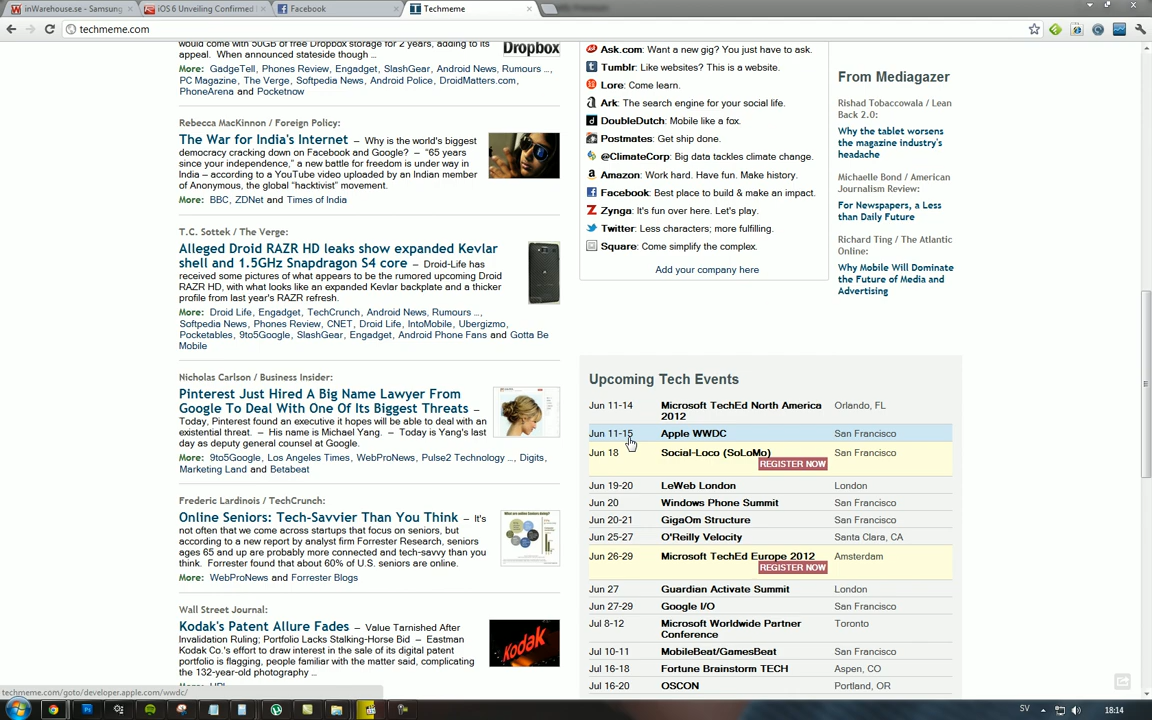 inWarehouse.se - Samsung
iOS 6 Unveiling Confirmed
Facebook
Techmeme
techmeme.com
would come with 50GB of free Dropbox storage for 2 years, adding to its
appeal. When announced stateside though ...
Dropbox
More: GadgeTell, Phones Review, Engadget, SlashGear, Android News, Rumours ...,
PC Magazine, The Verge, Softpedia News, Android Police, DroidMatters.com,
PhoneArena and Pocketnow
Rebecca MacKinnon / Foreign Policy:
The War for India's Internet – Why is the world's biggest
democracy cracking down on Facebook and Google? – “65 years
since your independence,” a new battle for freedom is under way in
India – according to a YouTube video uploaded by an Indian member
of Anonymous, the global “hacktivist” movement.
More: BBC, ZDNet and Times of India
T.C. Sottek / The Verge:
Alleged Droid RAZR HD leaks show expanded Kevlar
shell and 1.5GHz Snapdragon S4 core – Droid-Life has
received some pictures of what appears to be the rumored upcoming Droid
RAZR HD, with what looks like an expanded Kevlar backplate and a thicker
profile from last year's RAZR refresh.
More: Droid Life, Engadget, TechCrunch, Android News, Rumours ...,
Softpedia News, Phones Review, CNET, Droid Life, IntoMobile, Ubergizmo,
Pocketables, 9to5Google, SlashGear, Engadget, Android Phone Fans and Gotta Be
Mobile
Nicholas Carlson / Business Insider:
Pinterest Just Hired A Big Name Lawyer From
Google To Deal With One Of Its Biggest Threats –
Today, Pinterest found an executive it hopes will be able to deal with an
existential threat. – His name is Michael Yang. – Today is Yang's last
day as deputy general counsel at Google.
More: 9to5Google, Los Angeles Times, WebProNews, Pulse2 Technology ..., Digits,
Marketing Land and Betabeat
Frederic Lardinois / TechCrunch:
Online Seniors: Tech-Savvier Than You Think – It's
not often that we come across startups that focus on seniors, but
according to a new report by analyst firm Forrester Research, seniors
ages 65 and up are probably more connected and tech-savvy than you
think. Forrester found that about 60% of U.S. seniors are online.
More: WebProNews and Forrester Blogs
Wall Street Journal:
Kodak's Patent Allure Fades – Value Tarnished After
Invalidation Ruling; Portfolio Lacks Stalking-Horse Bid – Eastman
Kodak Co.'s effort to draw interest in the sale of its digital patent
portfolio is flagging, people familiar with the matter said, complicating
the 132-year-old photography ...
Kodak
Ask.com: Want a new gig? You just have to ask.
Tumblr: Like websites? This is a website.
Lore: Come learn.
Ark: The search engine for your social life.
DoubleDutch: Mobile like a fox.
Postmates: Get ship done.
@ClimateCorp: Big data tackles climate change.
Amazon: Work hard. Have fun. Make history.
Facebook: Best place to build & make an impact.
Zynga: It's fun over here. Let's play.
Twitter: Less characters; more fulfilling.
Square: Come simplify the complex.
Add your company here
From Mediagazer
Rishad Tobaccowala / Lean
Back 2.0:
Why the tablet worsens
the magazine industry's
headache
Michaelle Bond / American
Journalism Review:
For Newspapers, a Less
than Daily Future
Richard Ting / The Atlantic
Online:
Why Mobile Will Dominate
the Future of Media and
Advertising
Upcoming Tech Events
Jun 11-14 Microsoft TechEd North America 2012 Orlando, FL
Jun 11-15 Apple WWDC San Francisco
Jun 18 Social-Loco (SoLoMo) San Francisco
REGISTER NOW
Jun 19-20 LeWeb London London
Jun 20 Windows Phone Summit San Francisco
Jun 20-21 GigaOm Structure San Francisco
Jun 25-27 O'Reilly Velocity Santa Clara, CA
Jun 26-29 Microsoft TechEd Europe 2012 Amsterdam
REGISTER NOW
Jun 27 Guardian Activate Summit London
Jun 27-29 Google I/O San Francisco
Jul 8-12 Microsoft Worldwide Partner Conference Toronto
Jul 10-11 MobileBeat/GamesBeat San Francisco
Jul 16-18 Fortune Brainstorm TECH Aspen, CO
Jul 16-20 OSCON Portland, OR
techmeme.com/goto/developer.apple.com/wwdc/
SV
18:14